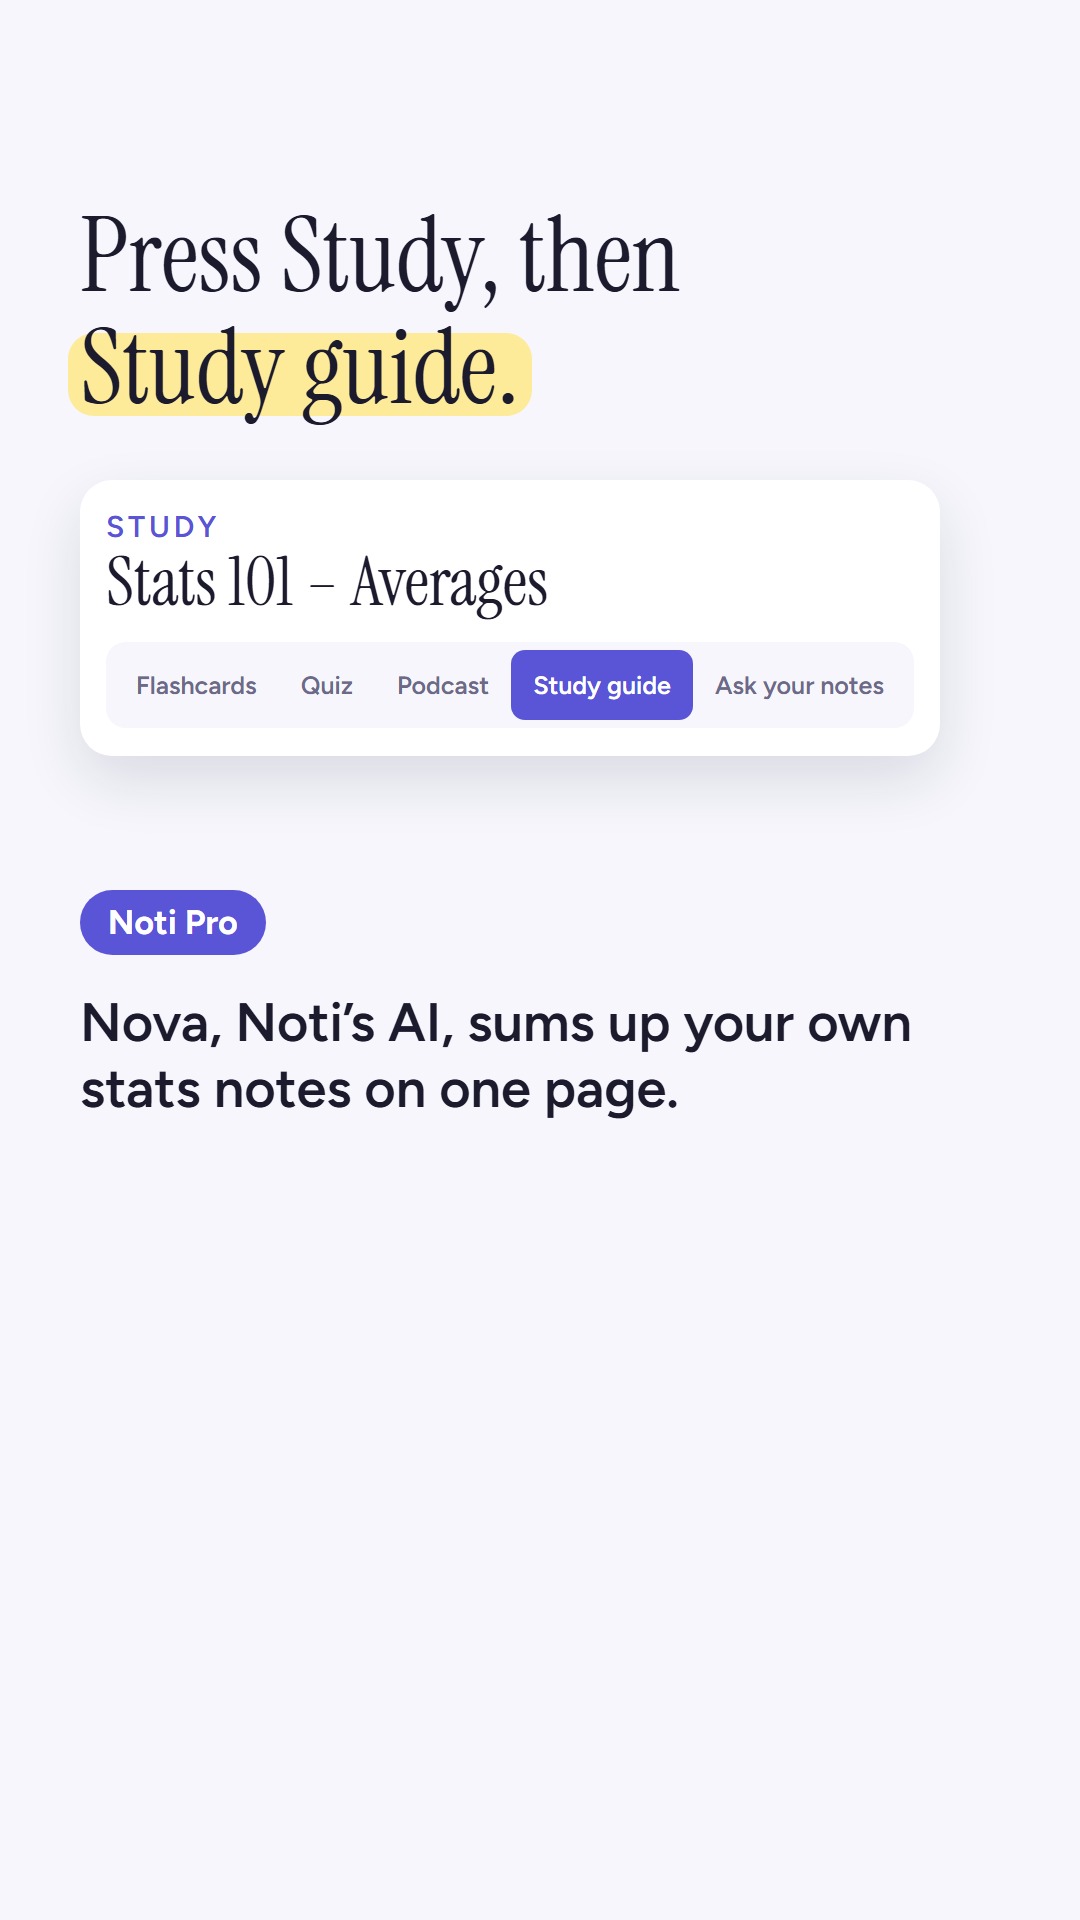 Press Study, then
Study guide.
STUDY
Stats 101 – Averages
Flashcards Quiz Podcast Study guide Ask your notes
Noti Pro
Nova, Noti’s AI, sums up your own
stats notes on one page.